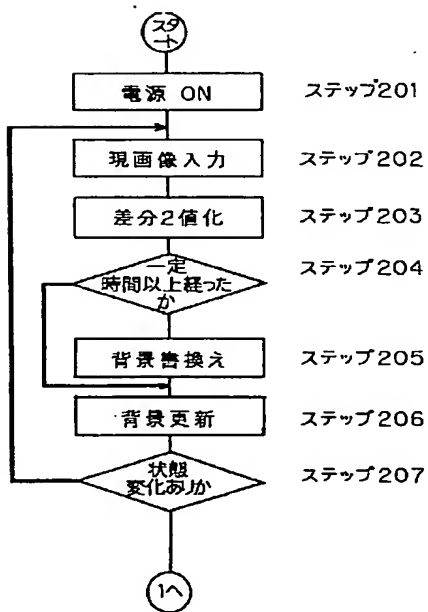 スタ
ート
電源 ON
ステップ201
現画像入力
ステップ202
差分2値化
ステップ203
一定
時間以上経った
か
ステップ204
背景書換え
ステップ205
背景更新
ステップ206
状態
変化ありか
ステップ207
1へ